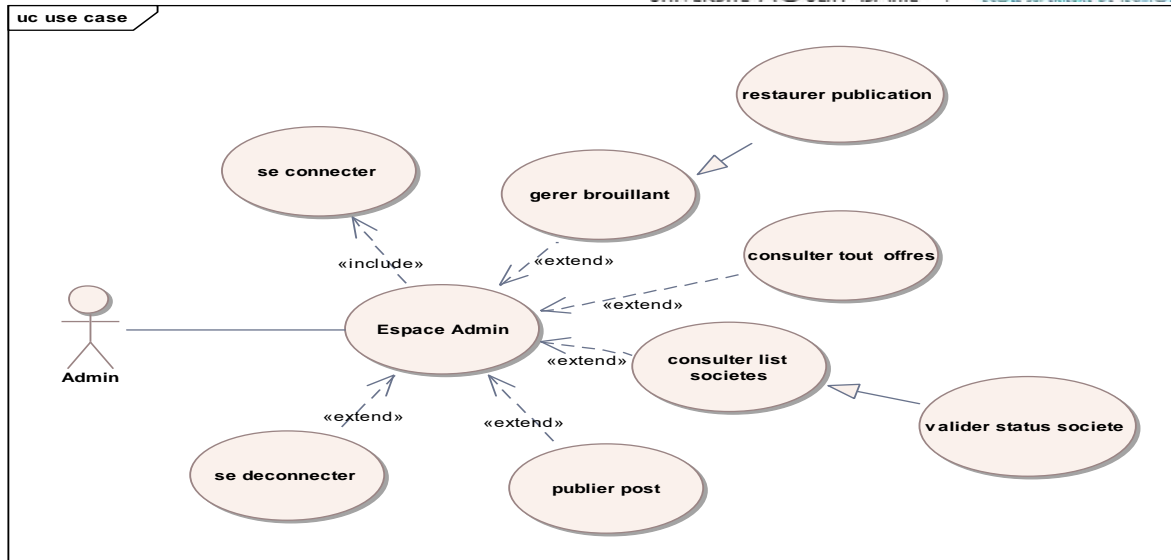 uc use case
restaurer publication
se connecter
gerer brouillant
consulter tout offres
«include»
«extend»
«extend»
Espace Admin
«extend»
consulter list
societes
Admin
«extend»
«extend»
valider status societe
se deconnecter
publier post